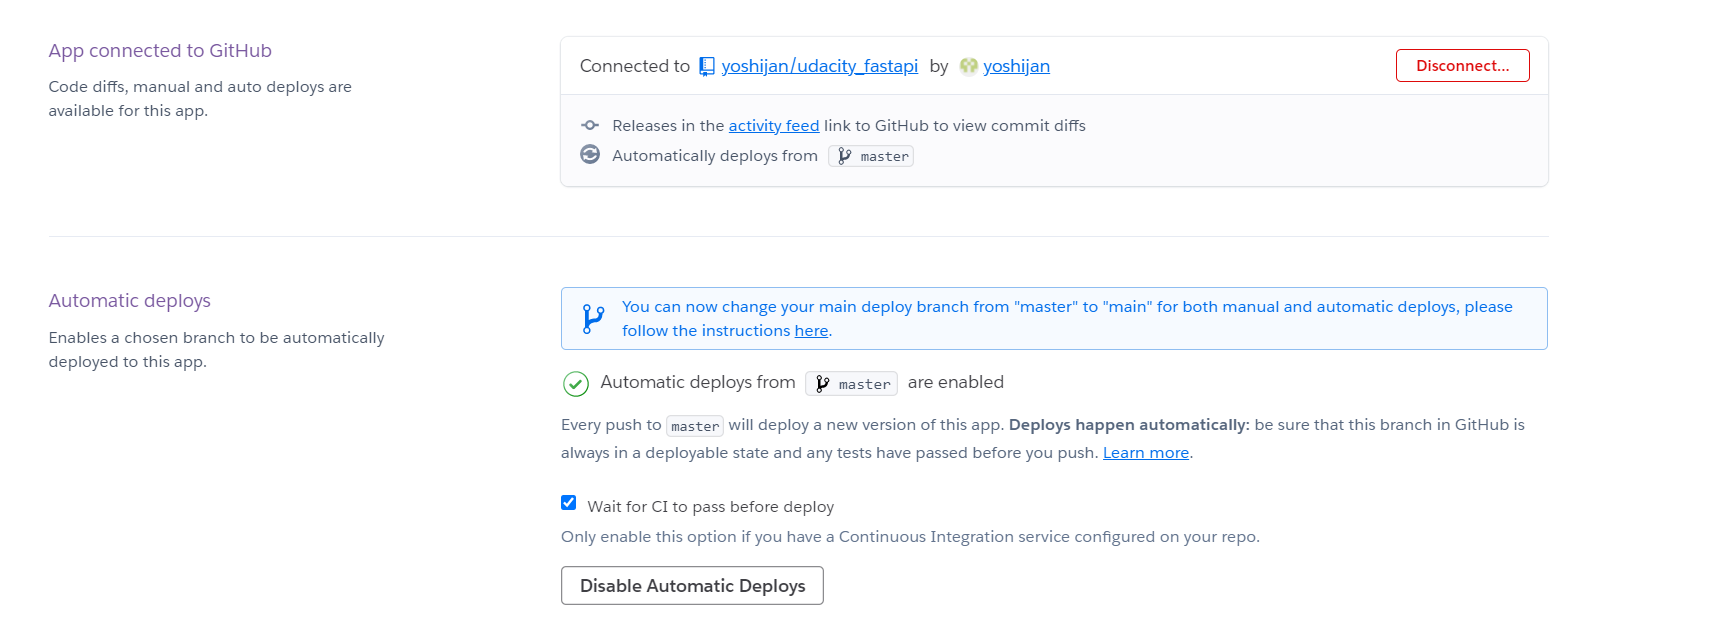 App connected to GitHub
Code diffs, manual and auto deploys are
available for this app.
Connected to yoshijan/udacity_fastapi by yoshijan
Disconnect...
Releases in the activity feed link to GitHub to view commit diffs
Automatically deploys from master
Automatic deploys
Enables a chosen branch to be automatically
deployed to this app.
You can now change your main deploy branch from "master" to "main" for both manual and automatic deploys, please
follow the instructions here.
Automatic deploys from master are enabled
Every push to master will deploy a new version of this app. Deploys happen automatically: be sure that this branch in GitHub is
always in a deployable state and any tests have passed before you push. Learn more.
Wait for CI to pass before deploy
Only enable this option if you have a Continuous Integration service configured on your repo.
Disable Automatic Deploys